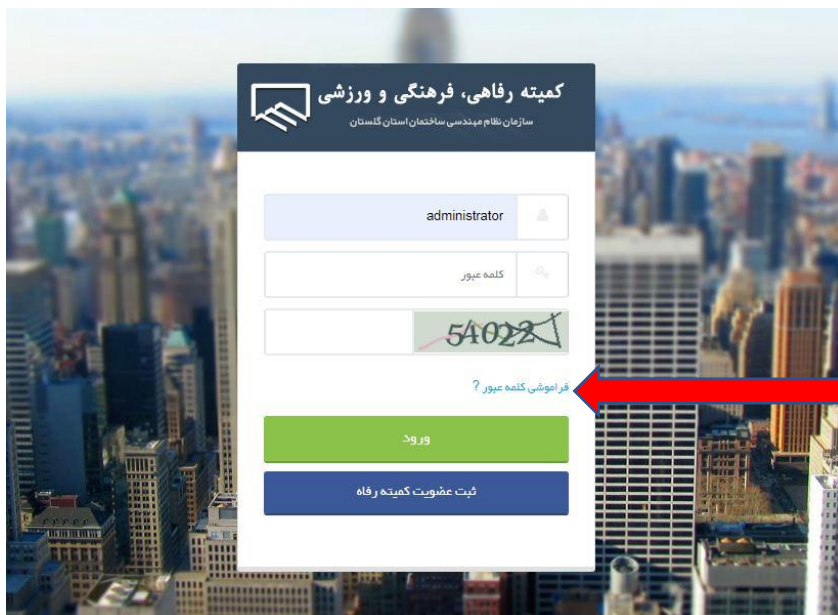 کمیته رفاهی، فرهنگی و ورزشی
سازمان نظام مهندسی ساختمان استان گلستان
administrator
کلمه عبور
54022
فراموشی کلمه عبور ?
ورود
ثبت عضویت کمیته رفاه